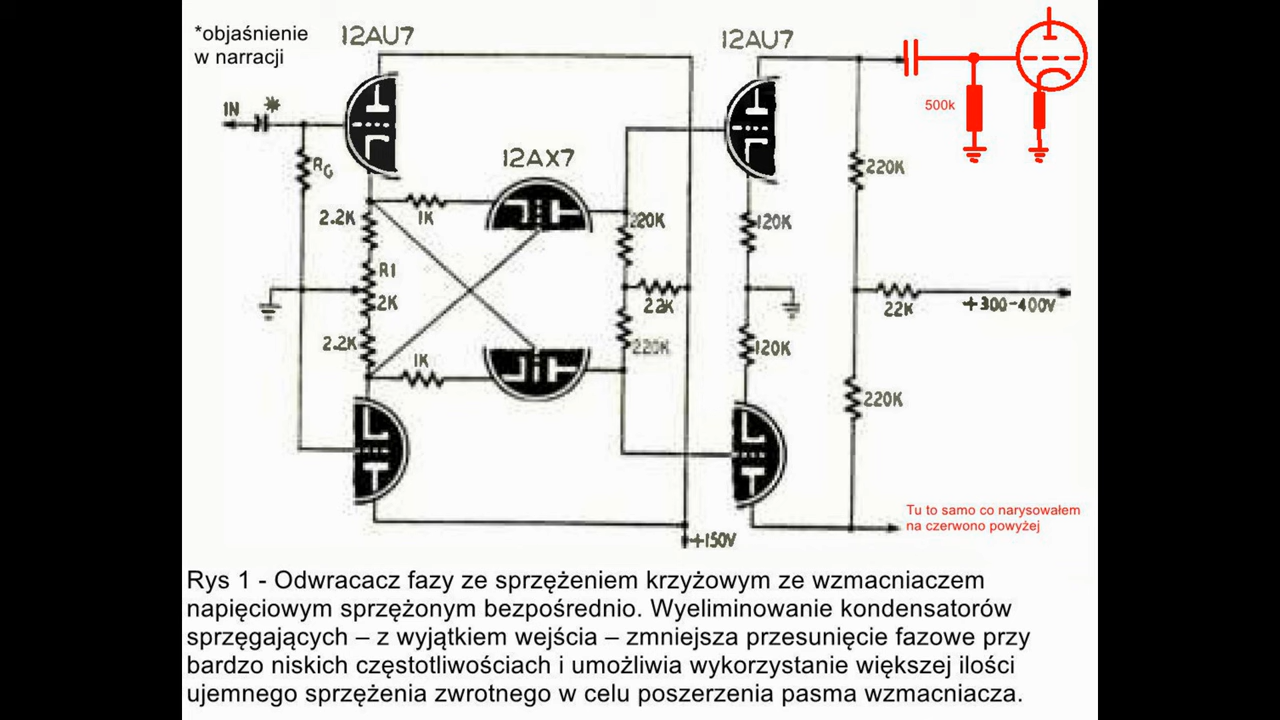 *objaśnienie
w narracji
12AU7
12AU7
IN
RG
500k
12AX7
220K
2.2K
1K
220K
120K
R1
2K
22K
22K
+300-400V
2.2K
1K
220K
120K
220K
+150V
Tu to samo co narysowałem
na czerwono powyżej
Rys 1 - Odwracacz fazy ze sprzężeniem krzyżowym ze wzmacniaczem
napięciowym sprzężonym bezpośrednio. Wyeliminowanie kondensatorów
sprzęgających – z wyjątkiem wejścia – zmniejsza przesunięcie fazowe przy
bardzo niskich częstotliwościach i umożliwia wykorzystanie większej ilości
ujemnego sprzężenia zwrotnego w celu poszerzenia pasma wzmacniacza.